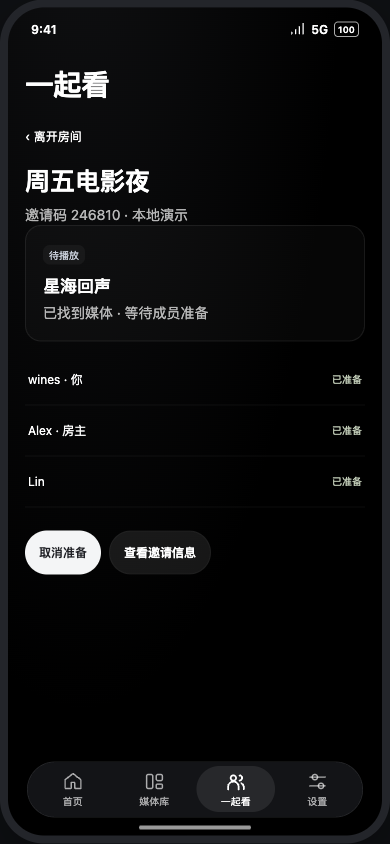 9:41 5G 100
一起看
‹ 离开房间
周五电影夜
邀请码 246810 · 本地演示
待播放
星海回声
已找到媒体 · 等待成员准备
wines · 你 已准备
Alex · 房主 已准备
Lin 已准备
取消准备 查看邀请信息
首页 媒体库 一起看 设置